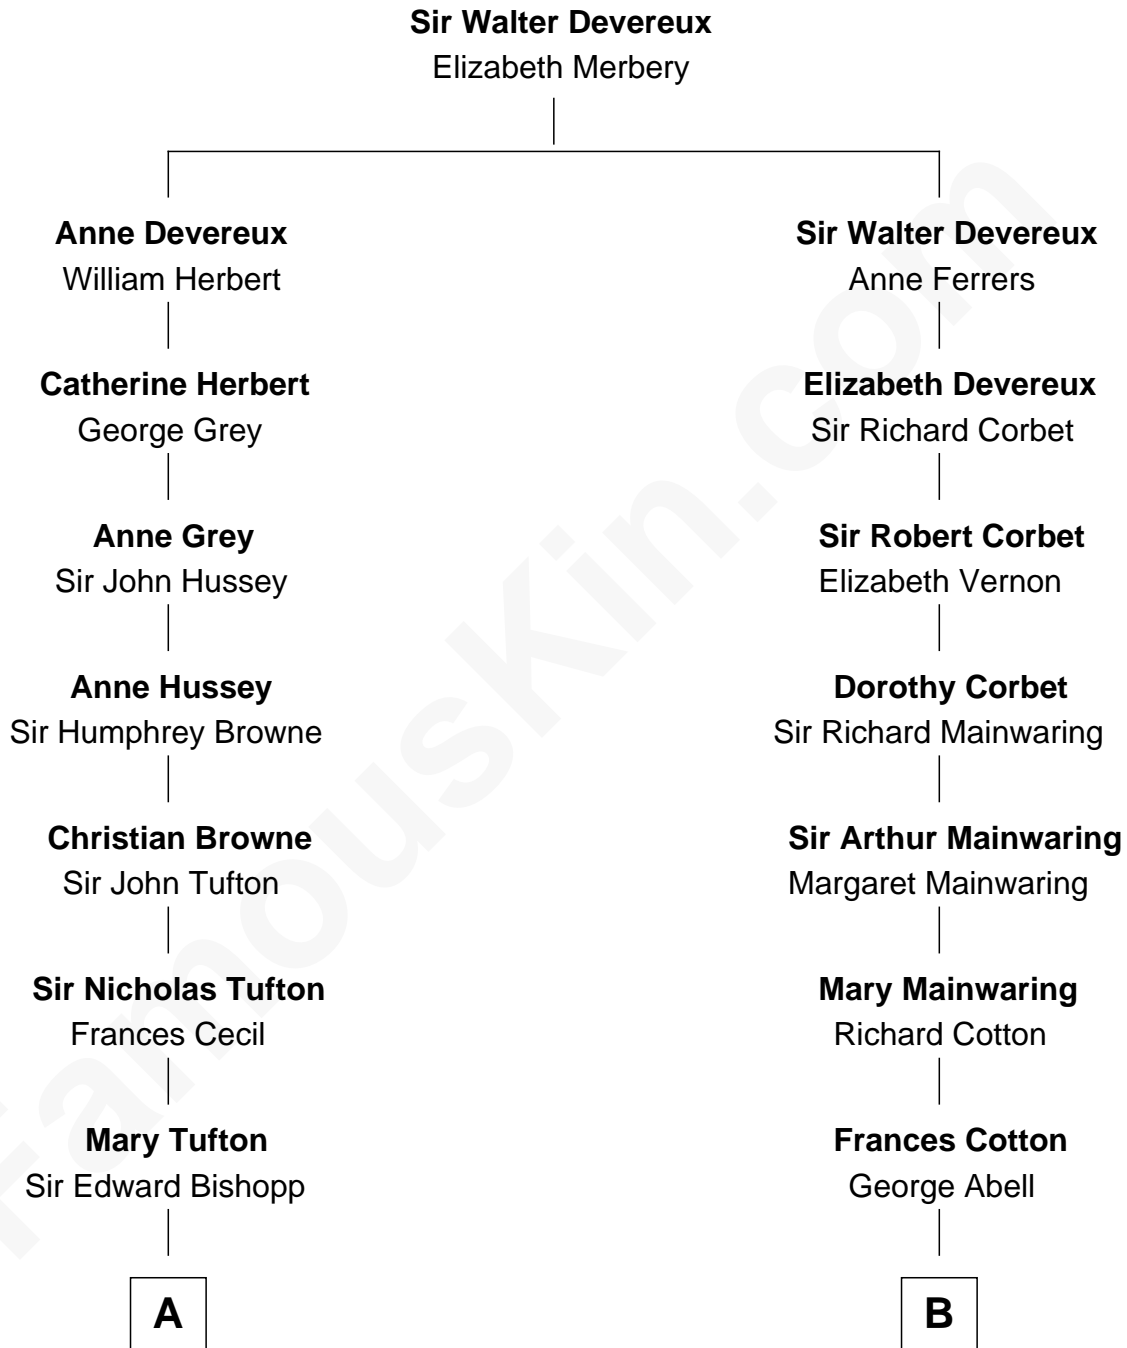 Sir Walter Devereux
Elizabeth Merbery
Anne Devereux
William Herbert
Sir Walter Devereux
Anne Ferrers
Catherine Herbert
George Grey
Elizabeth Devereux
Sir Richard Corbet
Anne Grey
Sir John Hussey
Sir Robert Corbet
Elizabeth Vernon
Anne Hussey
Sir Humphrey Browne
Dorothy Corbet
Sir Richard Mainwaring
Christian Browne
Sir John Tufton
Sir Arthur Mainwaring
Margaret Mainwaring
Sir Nicholas Tufton
Frances Cecil
Mary Mainwaring
Richard Cotton
Mary Tufton
Sir Edward Bishopp
Frances Cotton
George Abell
A
B
FamousKin.com